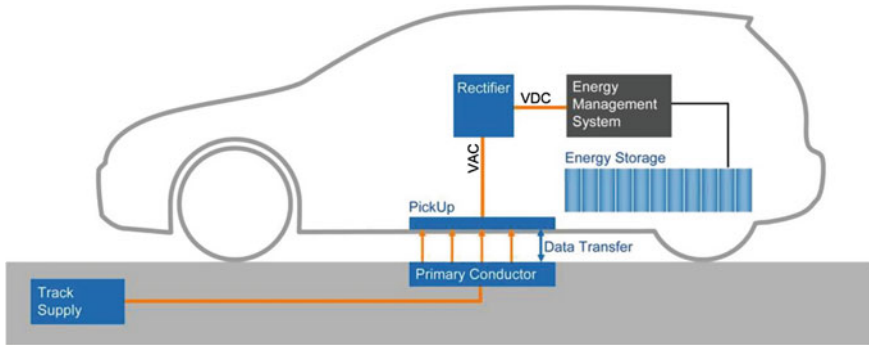 Rectifier
VDC
Energy
Management
System
VAC
Energy Storage
PickUp
Data Transfer
Primary Conductor
Track
Supply